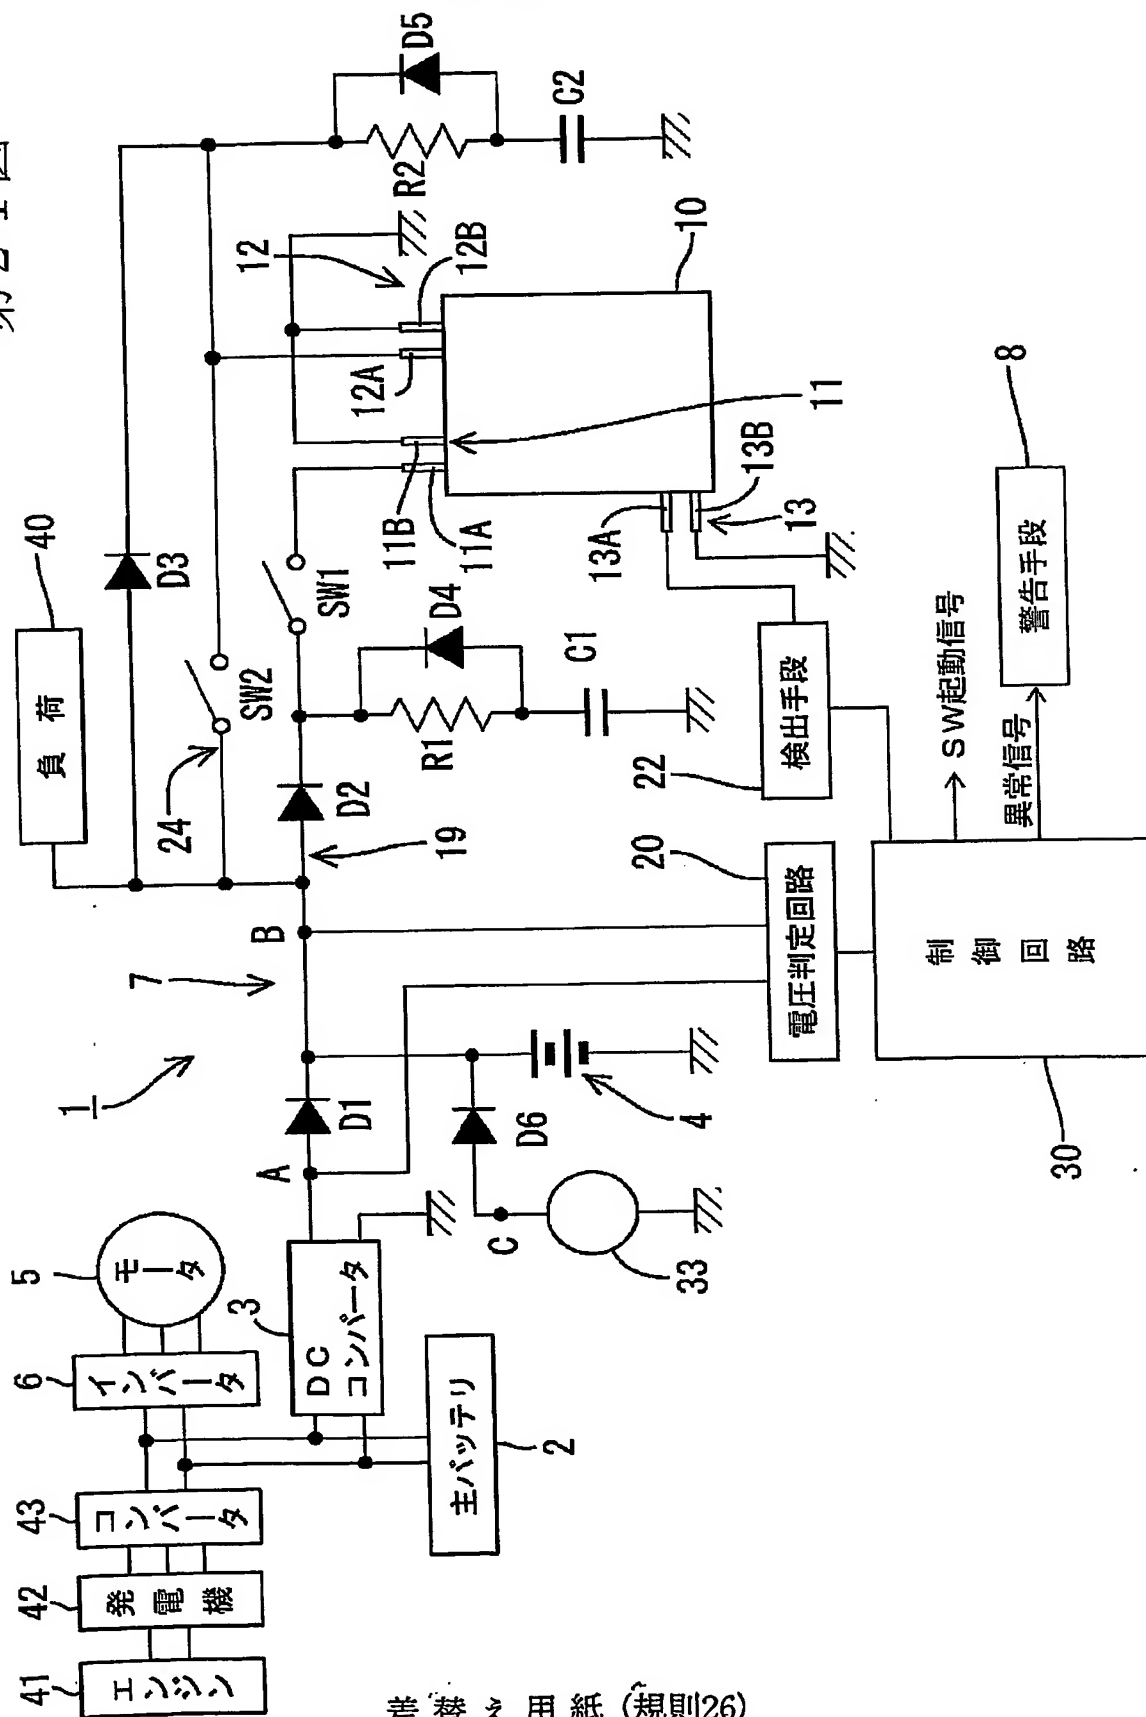 第21図
41
エンジン
42
発電機
43
コンバータ
6
インバータ
5
モータ
主バッテリ
2
3
DC
コンバータ
A
D1
1
7
B
C
33
D6
4
24
19
D2
負荷
40
D3
SW2
SW1
R1
D4
C1
11B
11A
12A
12
12B
R2
D5
C2
10
11
13A
13B
13
検出手段
22
20
電圧判定回路
制御回路
30
SW起動信号
異常信号
警告手段
8
差替え用紙(規則26)